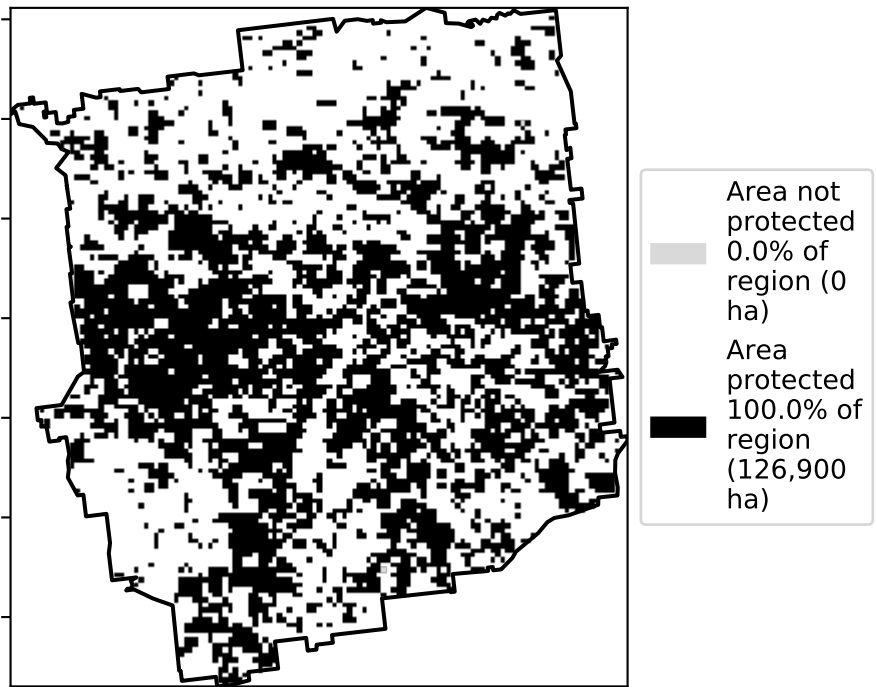 Area not
protected
0.0% of
region (0
ha)
Area
protected
100.0% of
region
(126,900
ha)